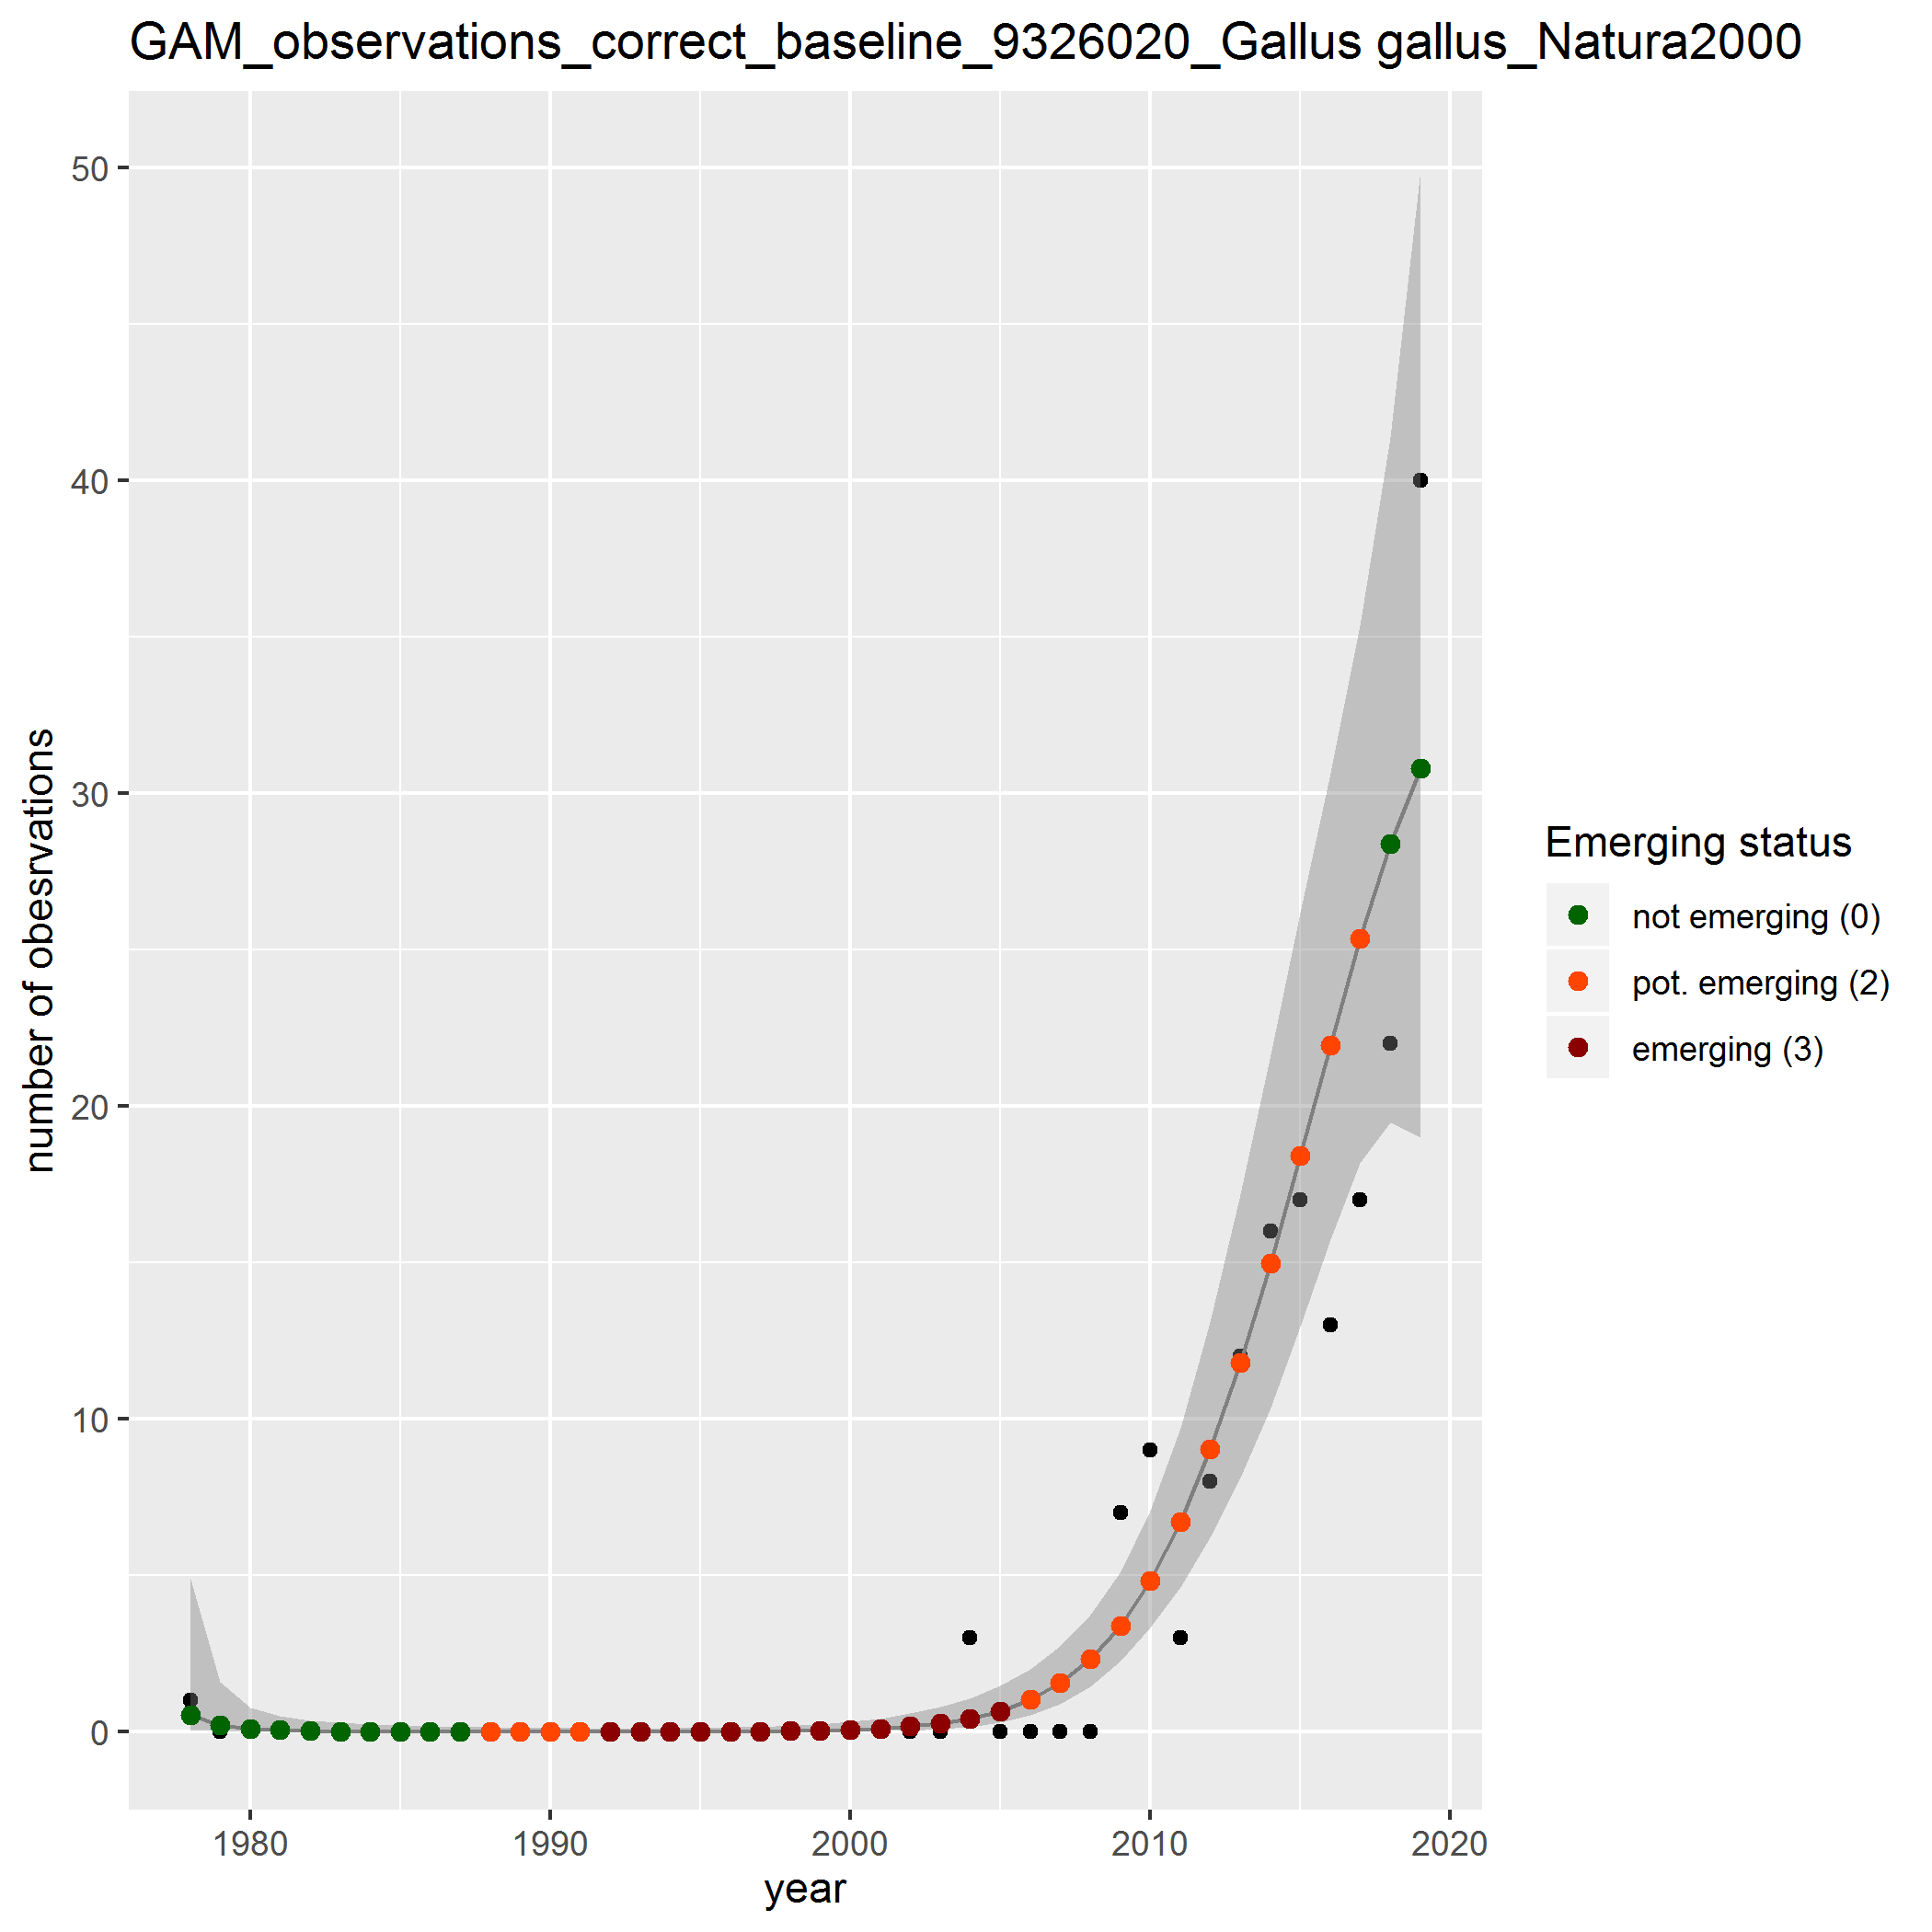 GAM_observations_correct_baseline_9326020_Gallus gallus_Natura2000
50
40
30
20
10
0
number of obesrvations
1980 1990 2000 2010 2020
year
Emerging status
not emerging (0)
pot. emerging (2)
emerging (3)